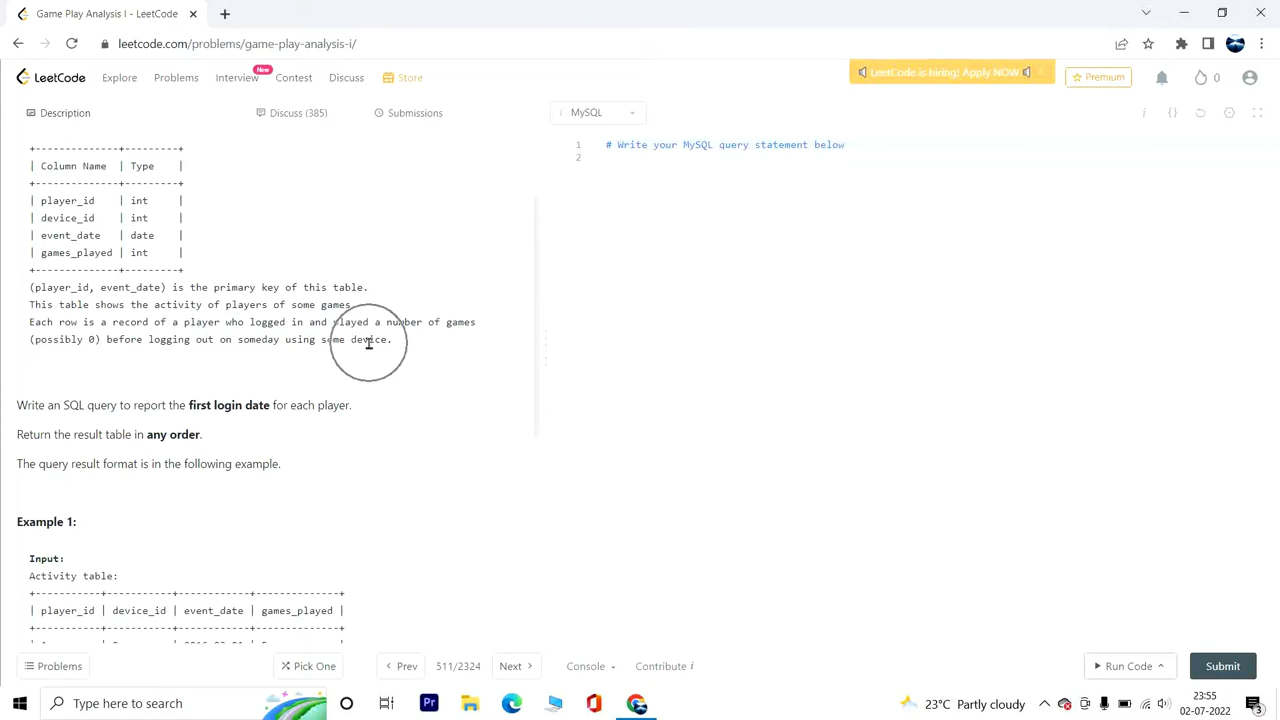 Game Play Analysis I - LeetCode
leetcode.com/problems/game-play-analysis-i/
LeetCode Explore Problems Interview New Contest Discuss Store
LeetCode is hiring! Apply NOW.
Premium
0
Description Discuss (385) Submissions
i MySQL
+--------------+---------+
| Column Name | Type |
+--------------+---------+
| player_id | int |
| device_id | int |
| event_date | date |
| games_played | int |
+--------------+---------+
(player_id, event_date) is the primary key of this table.
This table shows the activity of players of some games.
Each row is a record of a player who logged in and played a number of games
(possibly 0) before logging out on someday using some device.
Write an SQL query to report the first login date for each player.
Return the result table in any order.
The query result format is in the following example.
Example 1:
Input:
Activity table:
+-----------+-----------+------------+--------------+
| player_id | device_id | event_date | games_played |
+-----------+-----------+------------+--------------+
1 # Write your MySQL query statement below
2
Problems Pick One Prev 511/2324 Next Console Contribute i Run Code Submit
Type here to search
Pr
23°C Partly cloudy
23:55
02-07-2022
3